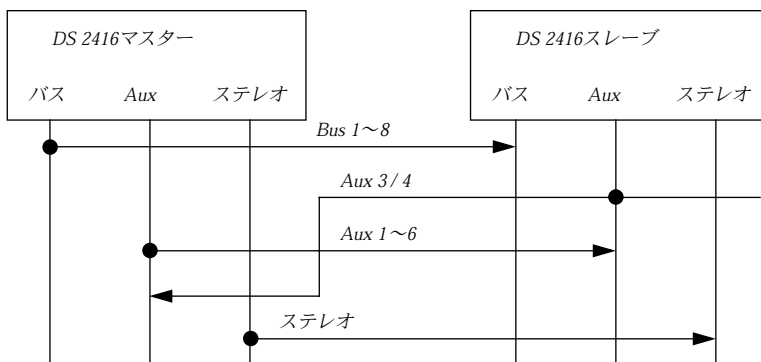 DS 2416マスター
DS 2416スレーブ
バス Aux ステレオ
バス Aux ステレオ
Bus 1〜8
Aux 3 / 4
Aux 1〜6
ステレオ